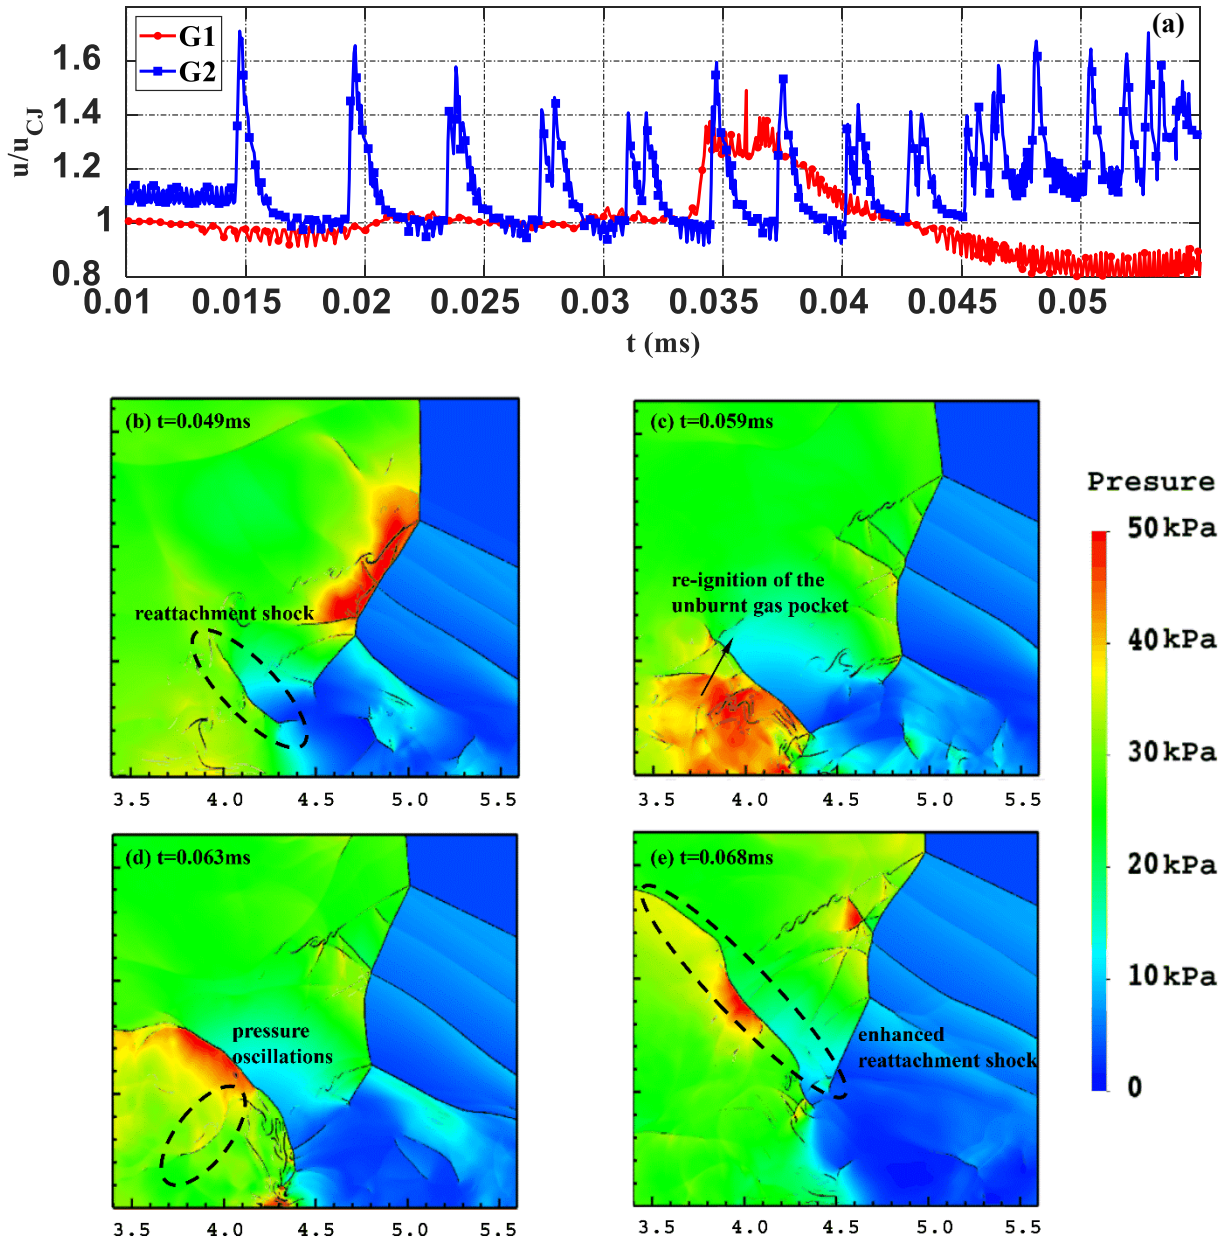 (a)
G1
G2
u/uCJ
1.6
1.4
1.2
1
0.8
0.01 0.015 0.02 0.025 0.03 0.035 0.04 0.045 0.05
t (ms)
(b) t=0.049ms
reattachment shock
3.5 4.0 4.5 5.0 5.5
(c) t=0.059ms
re-ignition of the
unburnt gas pocket
3.5 4.0 4.5 5.0 5.5
(d) t=0.063ms
pressure
oscillations
3.5 4.0 4.5 5.0 5.5
(e) t=0.068ms
enhanced
reattachment shock
3.5 4.0 4.5 5.0 5.5
Presure
50kPa
40kPa
30kPa
20kPa
10kPa
0